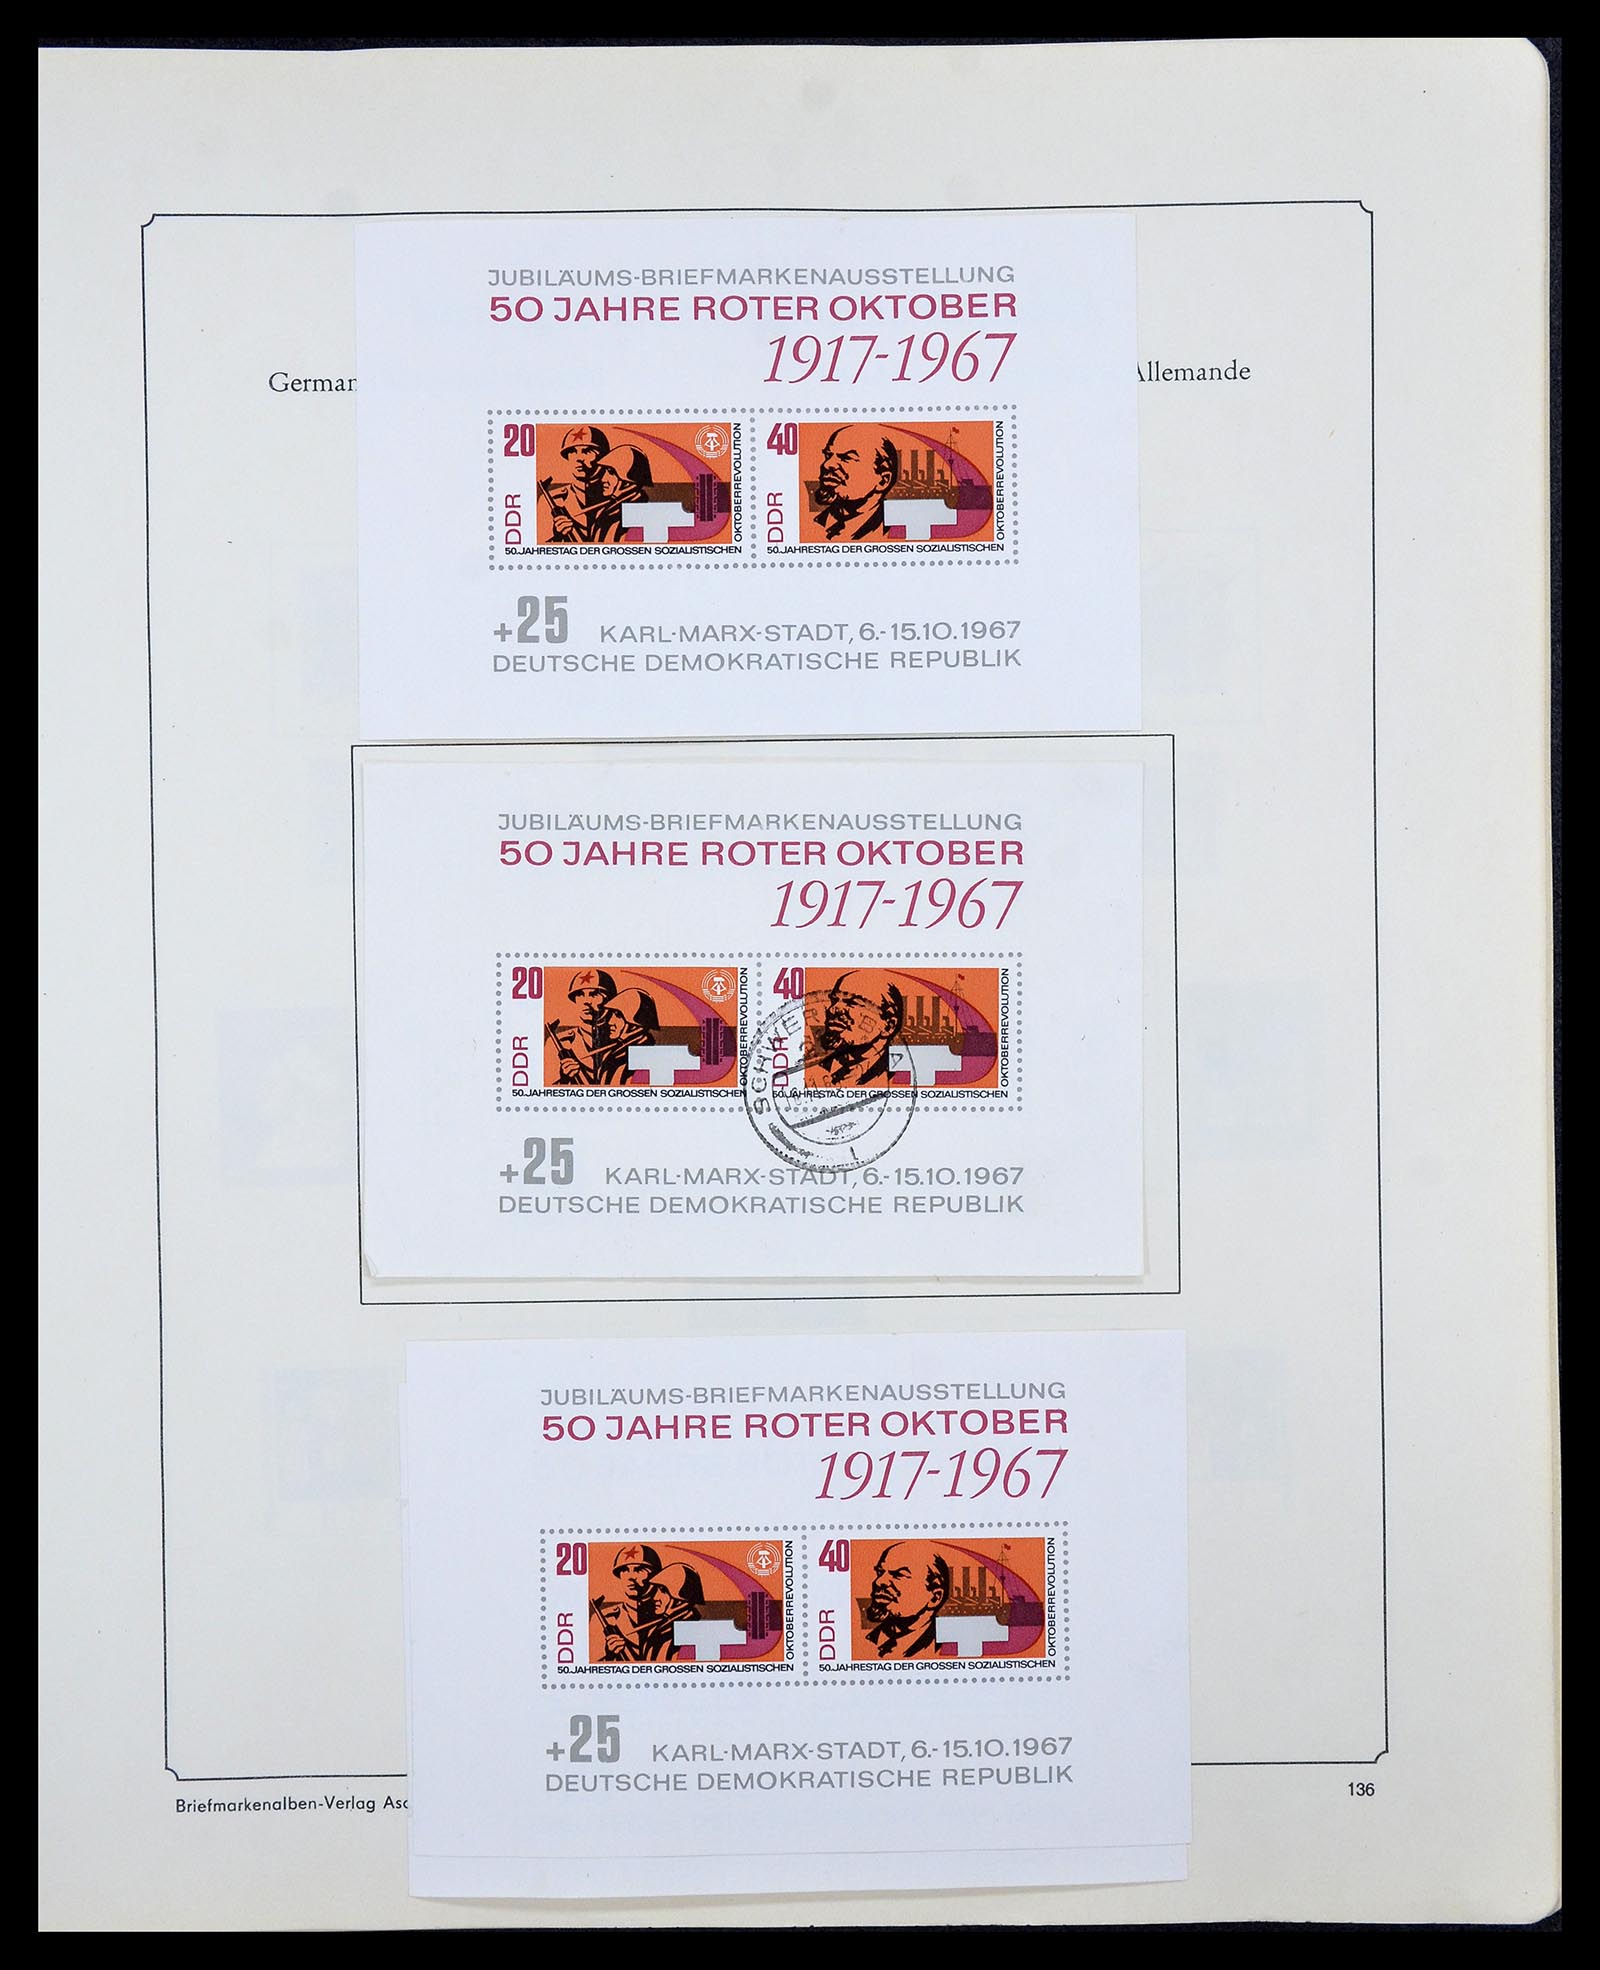 JUBILÄUMS-BRIEFMARKENAUSSTELLUNG
50 JAHRE ROTER OKTOBER
1917-1967
German
Allemande
20
DDR
50. JAHRESTAG DER GROSSEN SOZIALISTISCHEN
OKTOBERREVOLUTION
40
DDR
50. JAHRESTAG DER GROSSEN SOZIALISTISCHEN
OKTOBERREVOLUTION
+25 KARL-MARX-STADT, 6.-15.10.1967
DEUTSCHE DEMOKRATISCHE REPUBLIK
JUBILÄUMS-BRIEFMARKENAUSSTELLUNG
50 JAHRE ROTER OKTOBER
1917-1967
20
DDR
50. JAHRESTAG DER GROSSEN SOZIALISTISCHEN
OKTOBERREVOLUTION
40
DDR
50. JAHRESTAG DER GROSSEN SOZIALISTISCHEN
OKTOBERREVOLUTION
+25 KARL-MARX-STADT, 6.-15.10.1967
DEUTSCHE DEMOKRATISCHE REPUBLIK
JUBILÄUMS-BRIEFMARKENAUSSTELLUNG
50 JAHRE ROTER OKTOBER
1917-1967
20
DDR
50. JAHRESTAG DER GROSSEN SOZIALISTISCHEN
OKTOBERREVOLUTION
40
DDR
50. JAHRESTAG DER GROSSEN SOZIALISTISCHEN
OKTOBERREVOLUTION
+25 KARL-MARX-STADT, 6.-15.10.1967
DEUTSCHE DEMOKRATISCHE REPUBLIK
Briefmarkenalben-Verlag
136